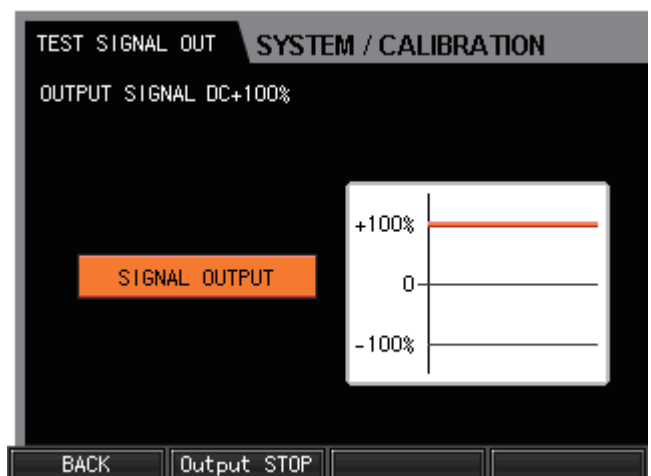 TEST SIGNAL OUT SYSTEM / CALIBRATION
OUTPUT SIGNAL DC+100%
+100%
SIGNAL OUTPUT 0
-100%
BACK Output STOP